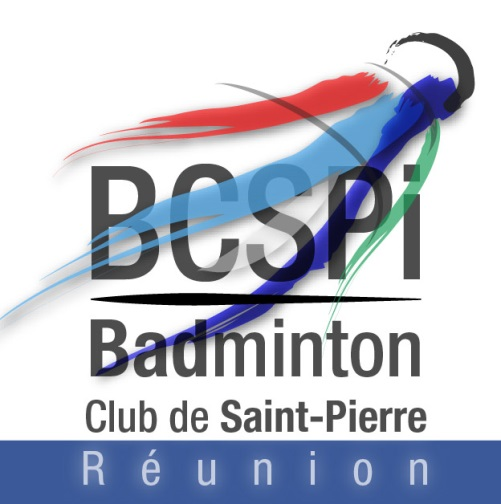 BCSPi
Badminton
Club de Saint-Pierre
Réunion